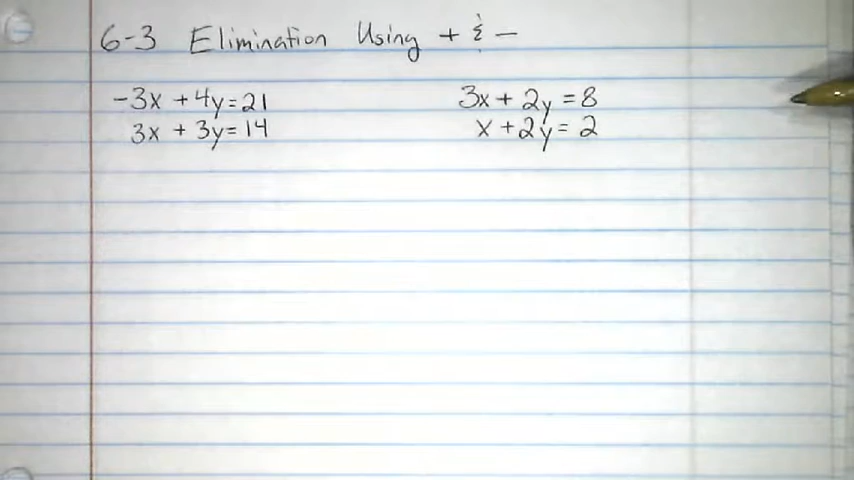 6-3 Elimination Using + & -
-3x + 4y = 21
3x + 3y = 14
3x + 2y = 8
x + 2y = 2